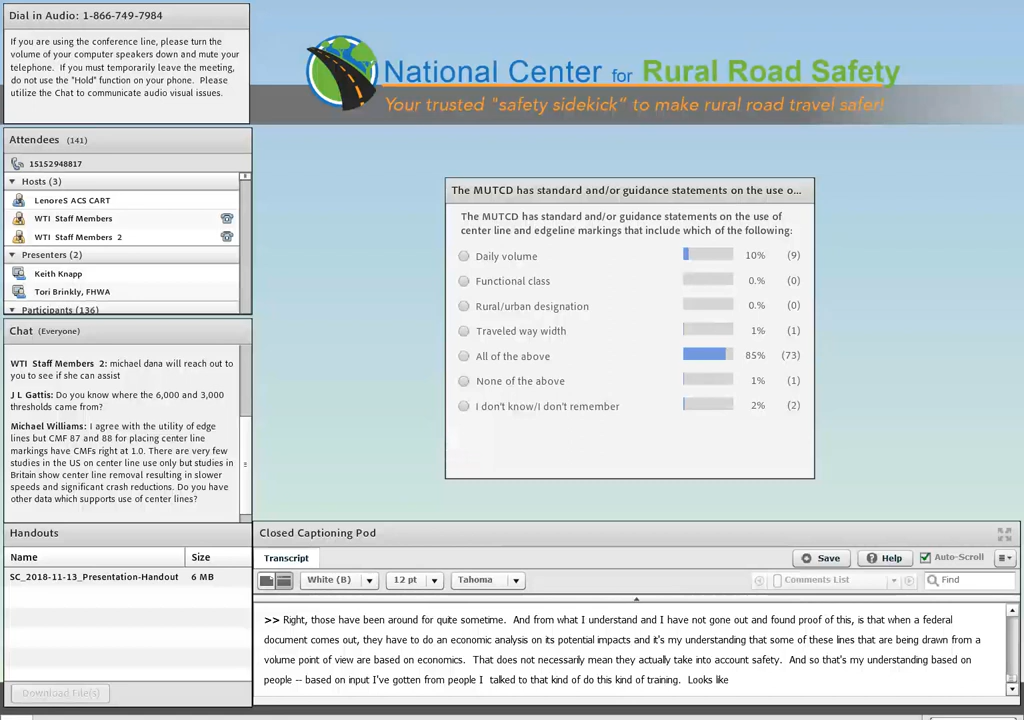 Dial in Audio: 1-866-749-7984
If you are using the conference line, please turn the
volume of your computer speakers down and mute your
telephone. If you must temporarily leave the meeting,
do not use the "Hold" function on your phone. Please
utilize the Chat to communicate audio visual issues.
National Center for Rural Road Safety
Your trusted "safety sidekick" to make rural road travel safer!
Attendees (141)
15152948817
Hosts (3)
LenoreS ACS CART
WTI Staff Members
WTI Staff Members 2
Presenters (2)
Keith Knapp
Tori Brinkly, FHWA
Participants (136)
Chat (Everyone)
WTI Staff Members 2: michael dana will reach out to
you to see if she can assist
J L Gattis: Do you know where the 6,000 and 3,000
thresholds came from?
Michael Williams: I agree with the utility of edge
lines but CMF 87 and 88 for placing center line
markings have CMFs right at 1.0. There are very few
studies in the US on center line use only but studies in
Britain show center line removal resulting in slower
speeds and significant crash reductions. Do you have
other data which supports use of center lines?
The MUTCD has standard and/or guidance statements on the use o...
The MUTCD has standard and/or guidance statements on the use of
center line and edgeline markings that include which of the following:
Daily volume 10% (9)
Functional class 0.% (0)
Rural/urban designation 0.% (0)
Traveled way width 1% (1)
All of the above 85% (73)
None of the above 1% (1)
I don't know/I don't remember 2% (2)
Handouts
Name Size
SC_2018-11-13_Presentation-Handout 6 MB
Download File(s)
Closed Captioning Pod
Transcript Save Help Auto-Scroll
White (B) 12 pt Tahoma Comments List Find
>> Right, those have been around for quite sometime. And from what I understand and I have not gone out and found proof of this, is that when a federal
document comes out, they have to do an economic analysis on its potential impacts and it's my understanding that some of these lines that are being drawn from a
volume point of view are based on economics. That does not necessarily mean they actually take into account safety. And so that's my understanding based on
people -- based on input I've gotten from people I talked to that kind of do this kind of training. Looks like